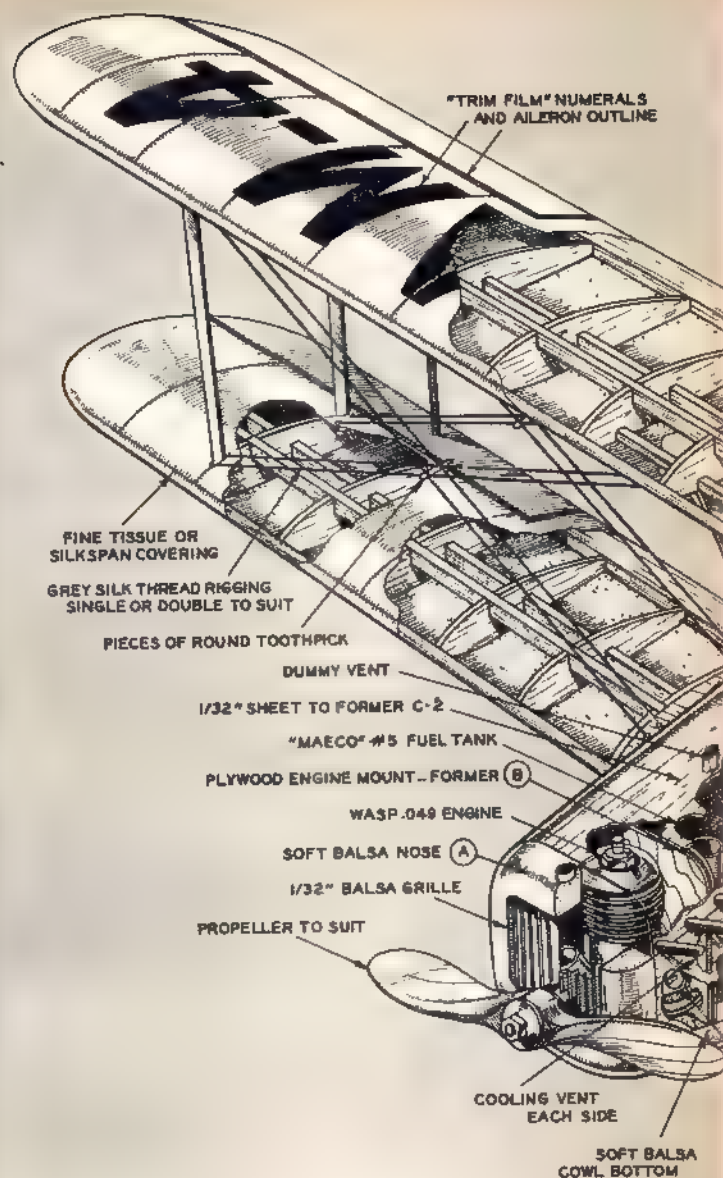 "TRIM FILM" NUMERALS
AND AILERON OUTLINE
FINE TISSUE OR
SILKSPAN COVERING
GREY SILK THREAD RIGGING
SINGLE OR DOUBLE TO SUIT
PIECES OF ROUND TOOTHPICK
DUMMY VENT
1/32" SHEET TO FORMER C-2
"MAECO" #5 FUEL TANK
PLYWOOD ENGINE MOUNT - FORMER B
WASP .049 ENGINE
SOFT BALSA NOSE A
1/32" BALSA GRILLE
PROPELLER TO SUIT
COOLING VENT
EACH SIDE
SOFT BALSA
COWL BOTTOM